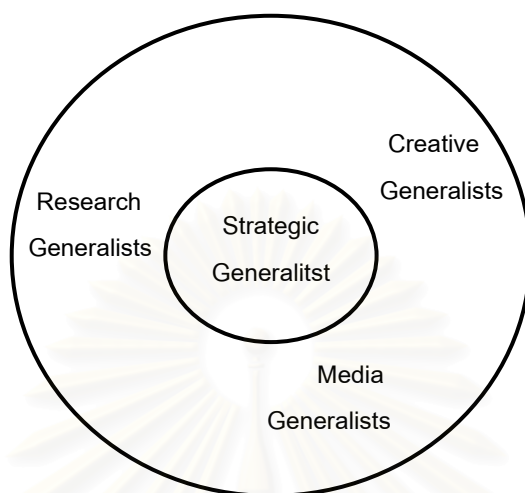 Creative
Generalists
Research
Generalists
Strategic
Generalitst
Media
Generalists